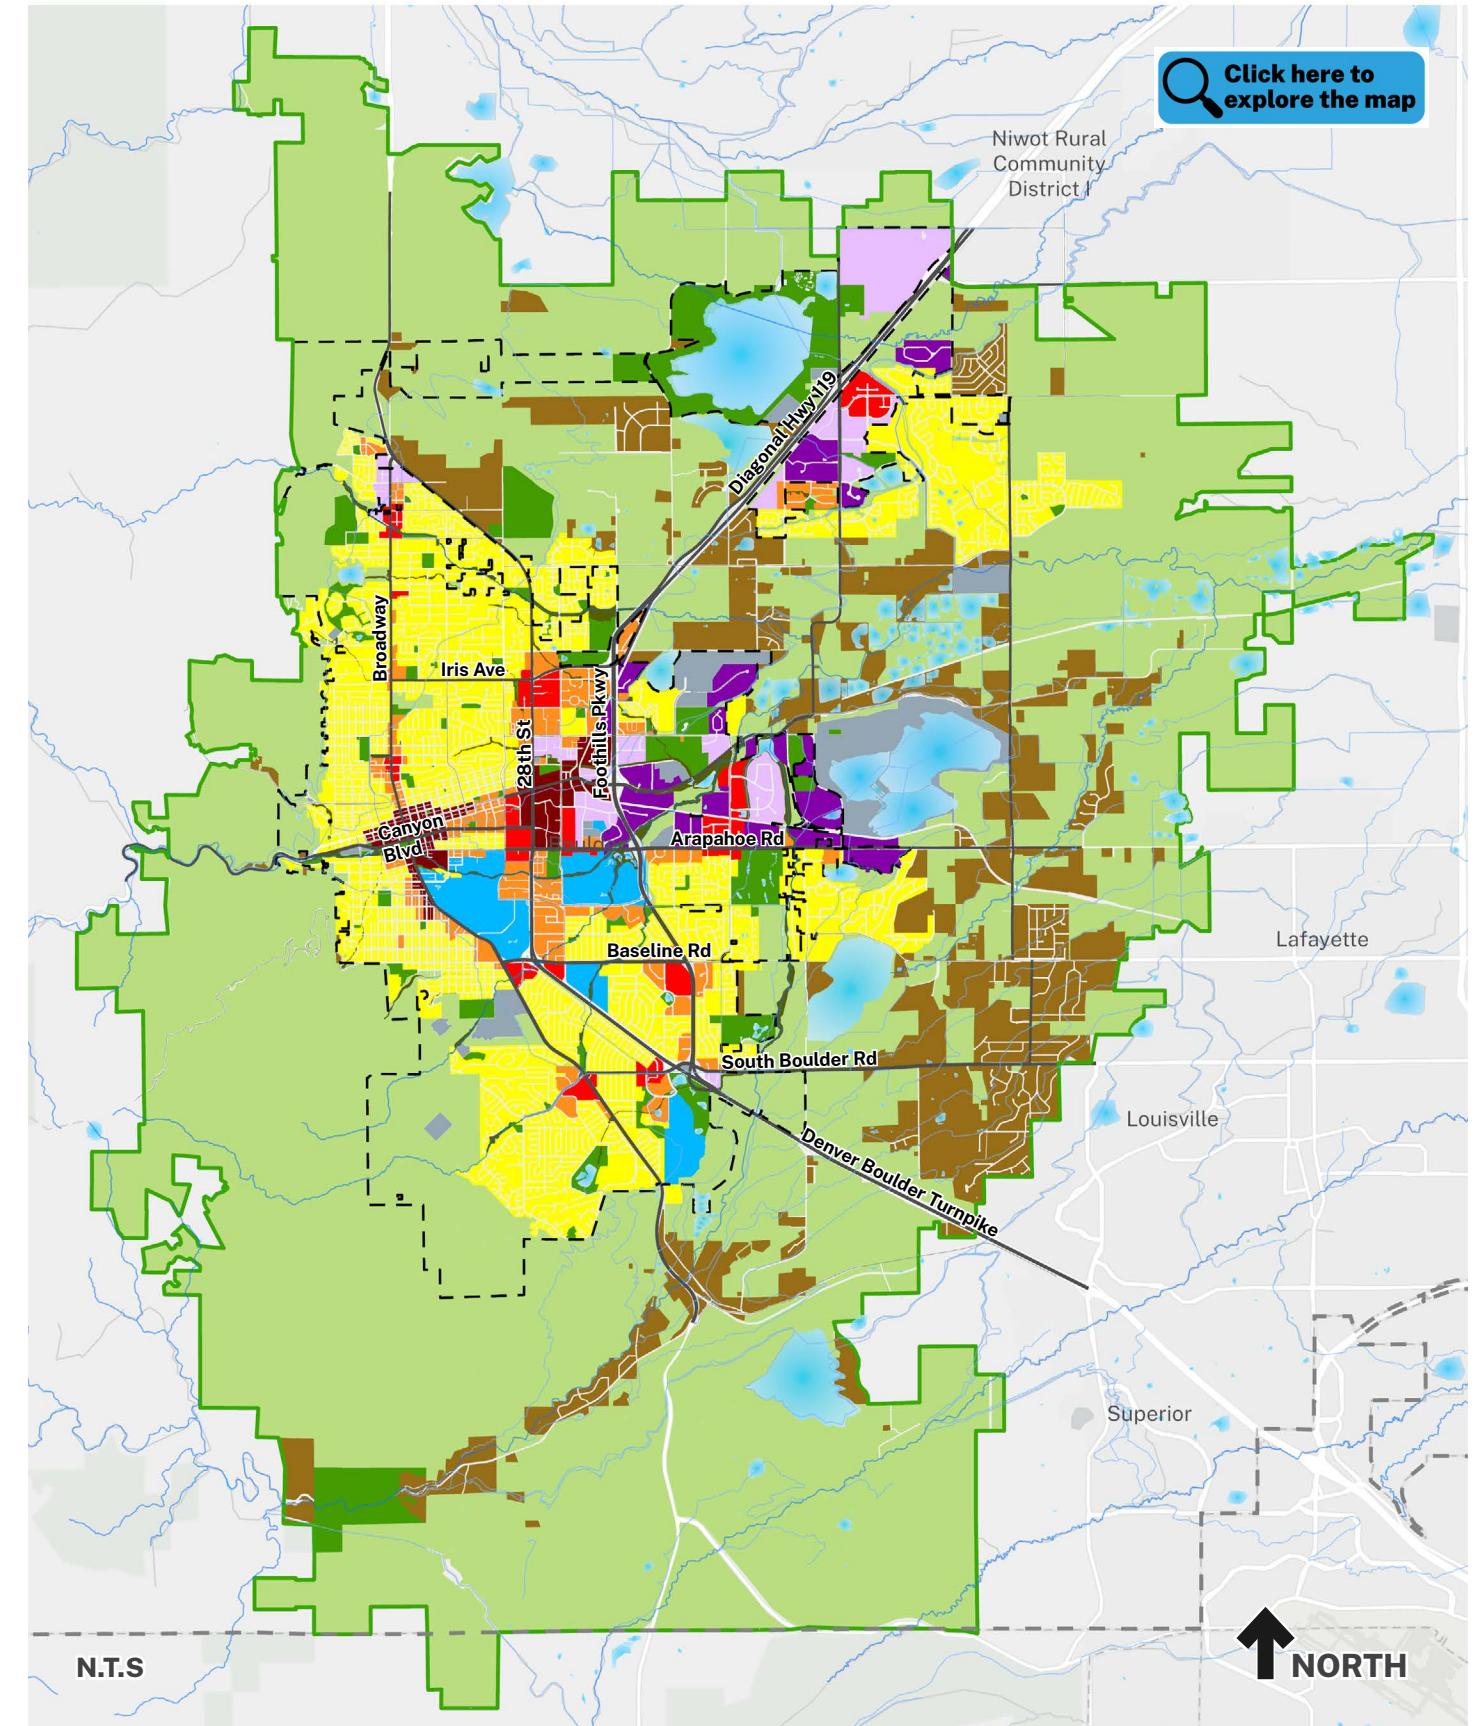 Click here to
explore the map
Niwot Rural
Community
District I
Diagonal Hwy 119
Broadway
Iris Ave
28th St
Foothills Pkwy
Canyon
Blvd
Arapahoe Rd
Lafayette
Baseline Rd
South Boulder Rd
Louisville
Denver Boulder Turnpike
Superior
N.T.S
NORTH